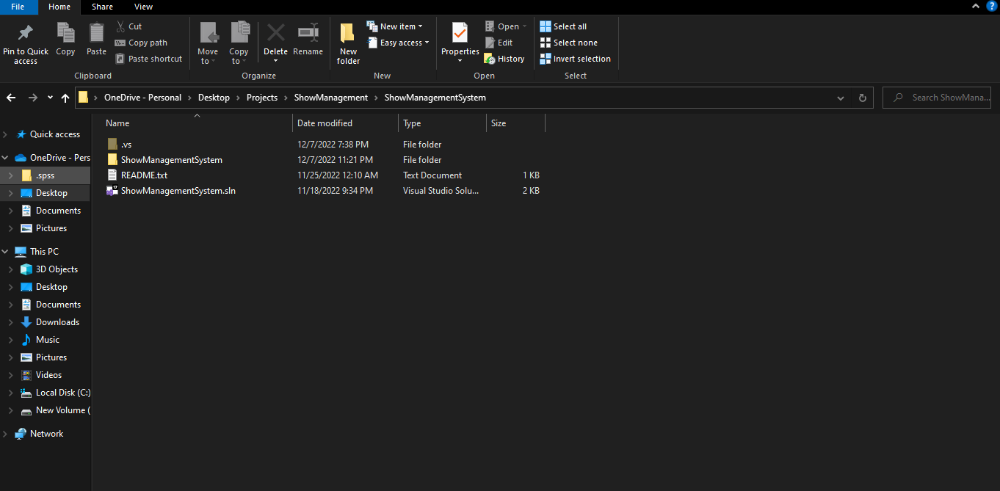 File Home Share View
Pin to Quick access
Copy
Paste
Cut
Copy path
Paste shortcut
Clipboard
Move to
Copy to
Delete
Rename
Organize
New folder
New item
Easy access
New
Properties
Open
Edit
History
Open
Select all
Select none
Invert selection
Select
OneDrive - Personal Desktop Projects ShowManagement ShowManagementSystem
Search ShowMana...
Quick access
OneDrive - Pers
.spss
Desktop
Documents
Pictures
This PC
3D Objects
Desktop
Documents
Downloads
Music
Pictures
Videos
Local Disk (C:)
New Volume (
Network
Name Date modified Type Size
.vs 12/7/2022 7:38 PM File folder
ShowManagementSystem 12/7/2022 11:21 PM File folder
README.txt 11/25/2022 12:10 AM Text Document 1 KB
ShowManagementSystem.sln 11/18/2022 9:34 PM Visual Studio Solu... 2 KB